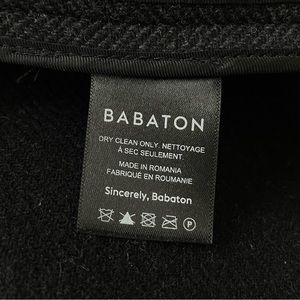 BABATON
DRY CLEAN ONLY. NETTOYAGE
À SEC SEULEMENT.
MADE IN ROMANIA
FABRIQUÉ EN ROUMANIE
Sincerely, Babaton
P